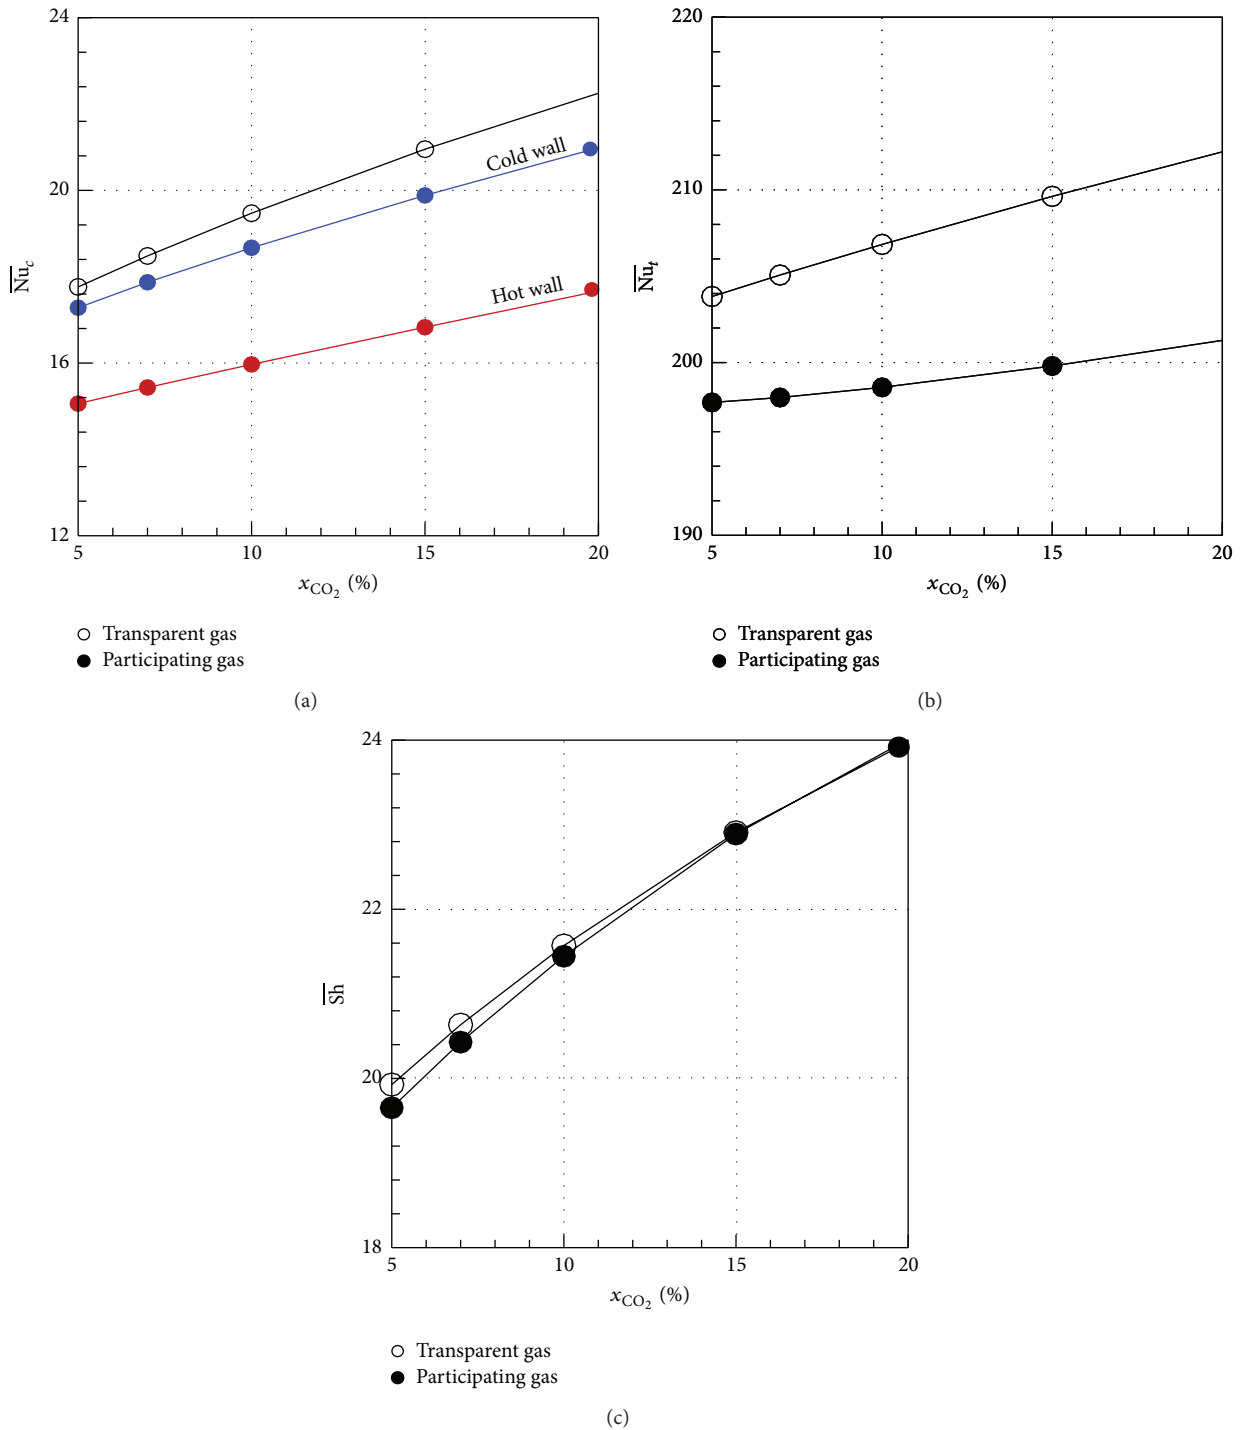 24
20
16
12
Nu_c
Cold wall
Hot wall
5 10 15 20
x_CO₂ (%)
Transparent gas
Participating gas
(a)
220
210
200
190
Nu_t
5 10 15 20
x_CO₂ (%)
Transparent gas
Participating gas
(b)
24
22
20
18
Sh
5 10 15 20
x_CO₂ (%)
Transparent gas
Participating gas
(c)